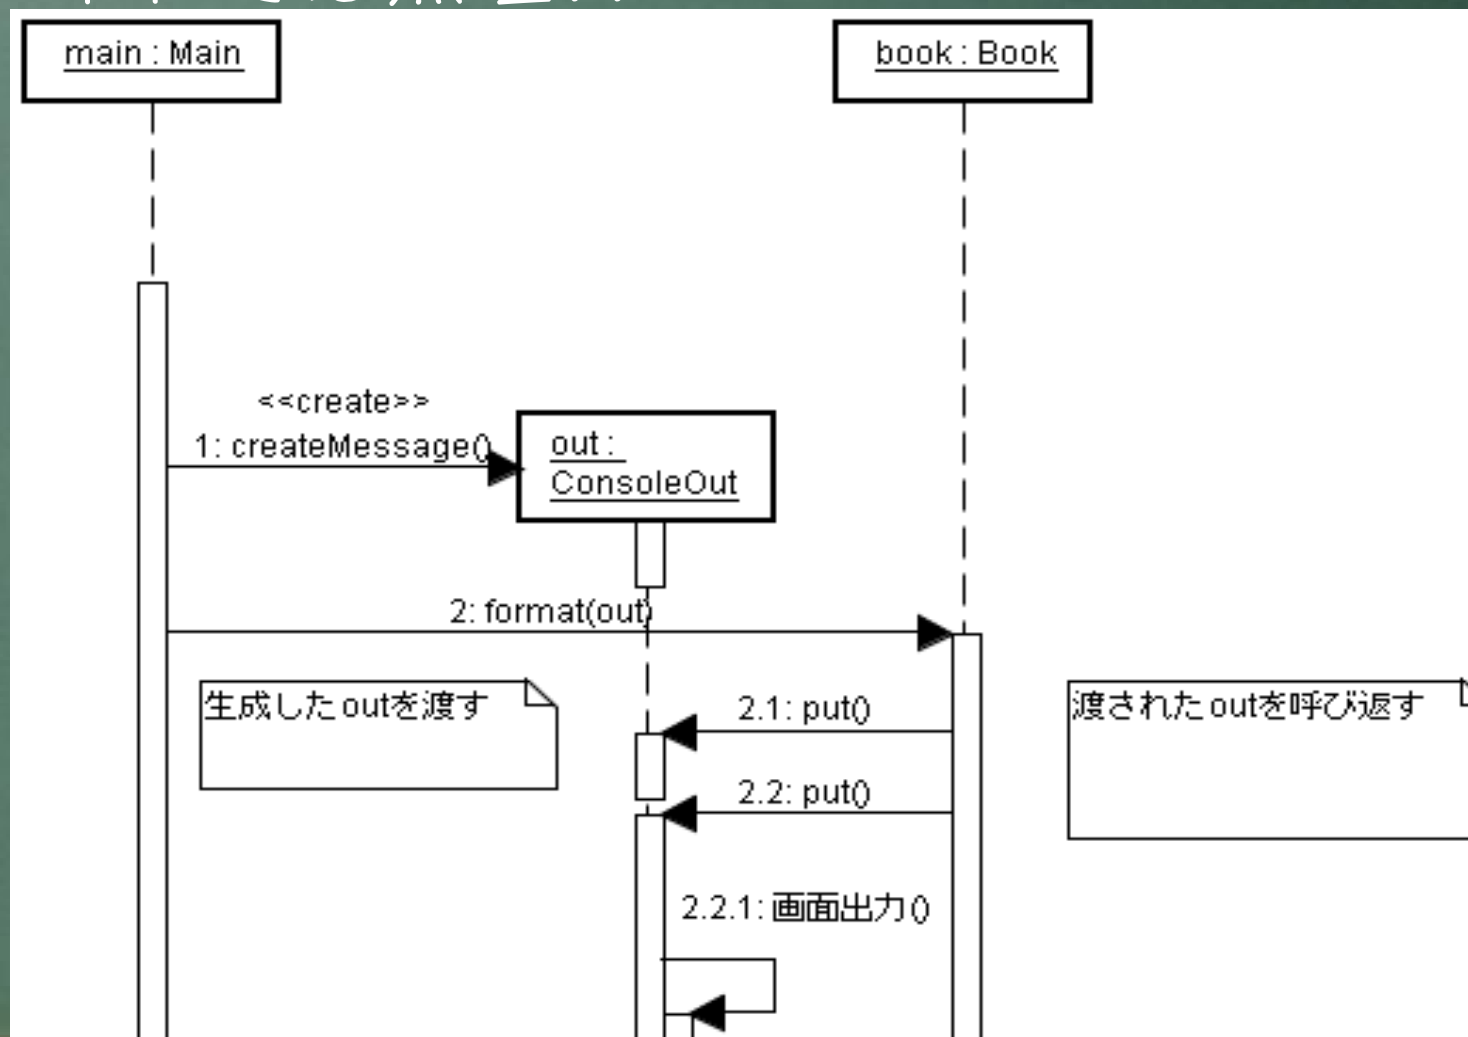 main : Main
book : Book
<<create>>
1: createMessage()
out :
ConsoleOut
2: format(out)
生成したoutを渡す
2.1: put()
渡されたoutを呼び返す
2.2: put()
2.2.1: 画面出力()